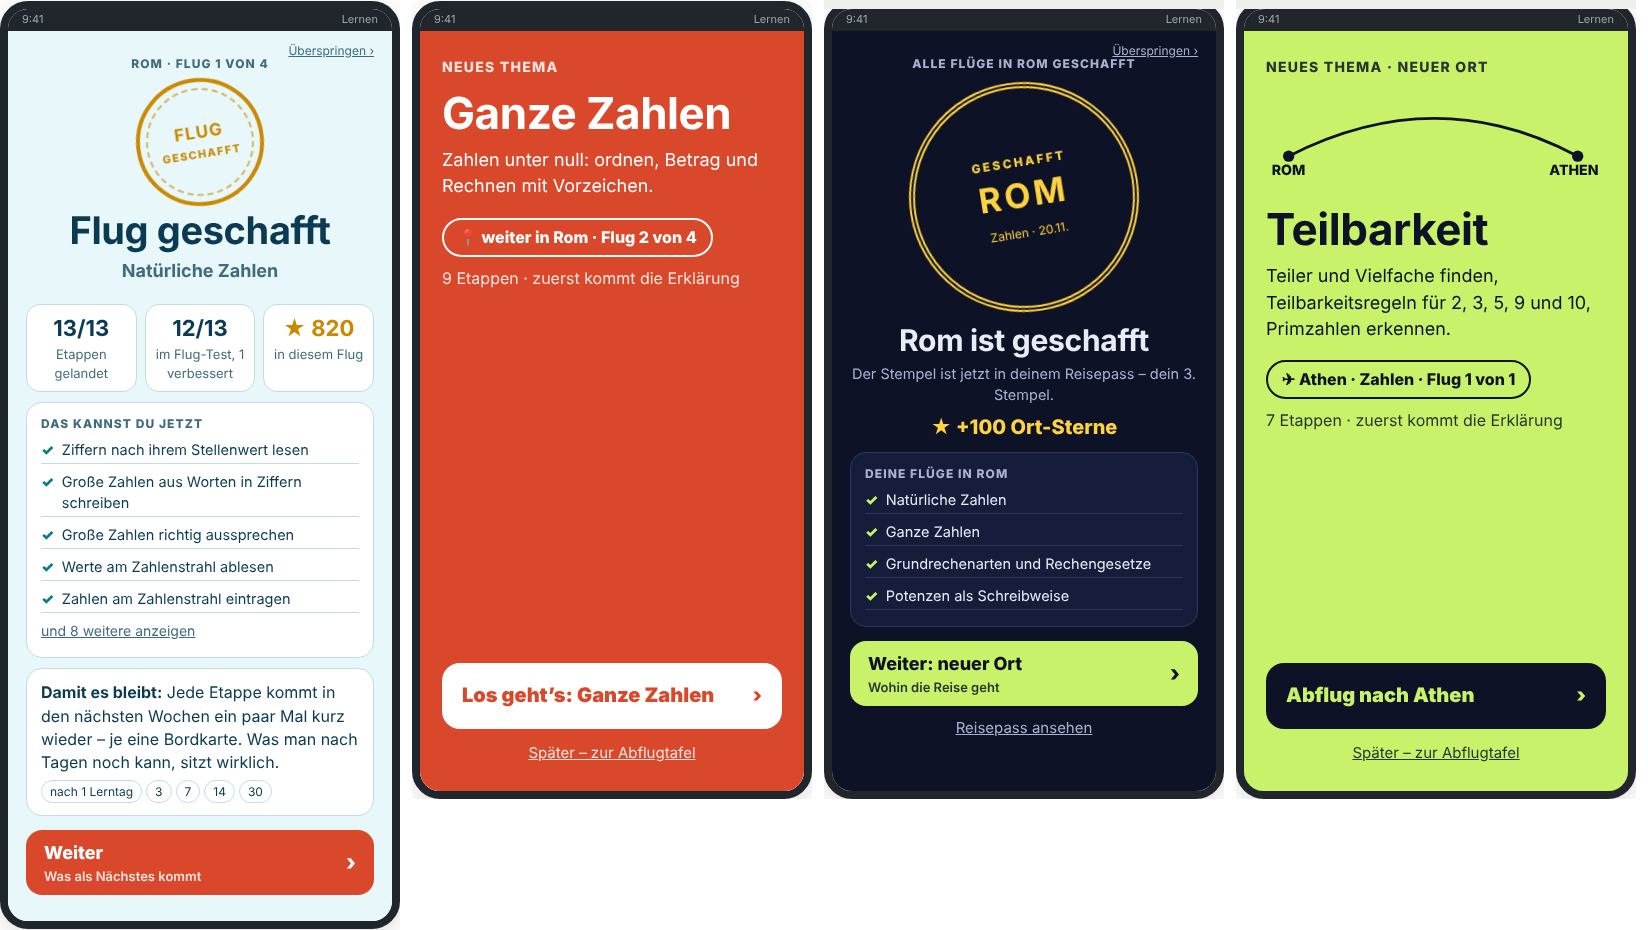 9:41
Lernen
Überspringen ›
ROM · FLUG 1 VON 4
FLUG
GESCHAFFT
Flug geschafft
Natürliche Zahlen
13/13
Etappen
gelandet
12/13
im Flug-Test, 1
verbessert
★ 820
in diesem Flug
DAS KANNST DU JETZT
✔ Ziffern nach ihrem Stellenwert lesen
✔ Große Zahlen aus Worten in Ziffern
schreiben
✔ Große Zahlen richtig aussprechen
✔ Werte am Zahlenstrahl ablesen
✔ Zahlen am Zahlenstrahl eintragen
und 8 weitere anzeigen
Damit es bleibt: Jede Etappe kommt in
den nächsten Wochen ein paar Mal kurz
wieder – je eine Bordkarte. Was man nach
Tagen noch kann, sitzt wirklich.
nach 1 Lerntag
3
7
14
30
Weiter
Was als Nächstes kommt
›
9:41
Lernen
NEUES THEMA
Ganze Zahlen
Zahlen unter null: ordnen, Betrag und
Rechnen mit Vorzeichen.
📍 weiter in Rom · Flug 2 von 4
9 Etappen · zuerst kommt die Erklärung
Los geht’s: Ganze Zahlen ›
Später – zur Abflugtafel
9:41
Lernen
Überspringen ›
ALLE FLÜGE IN ROM GESCHAFFT
GESCHAFFT
ROM
Zahlen · 20.11.
Rom ist geschafft
Der Stempel ist jetzt in deinem Reisepass – dein 3.
Stempel.
★ +100 Ort-Sterne
DEINE FLÜGE IN ROM
✔ Natürliche Zahlen
✔ Ganze Zahlen
✔ Grundrechenarten und Rechengesetze
✔ Potenzen als Schreibweise
Weiter: neuer Ort
Wohin die Reise geht
›
Reisepass ansehen
9:41
Lernen
NEUES THEMA · NEUER ORT
ROM
ATHEN
Teilbarkeit
Teiler und Vielfache finden,
Teilbarkeitsregeln für 2, 3, 5, 9 und 10,
Primzahlen erkennen.
✈ Athen · Zahlen · Flug 1 von 1
7 Etappen · zuerst kommt die Erklärung
Abflug nach Athen ›
Später – zur Abflugtafel